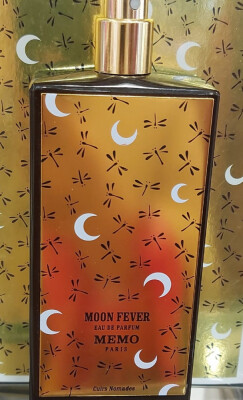 MOON FEVER
EAU DE PARFUM
MEMO
PARIS
Cuirs Nomades